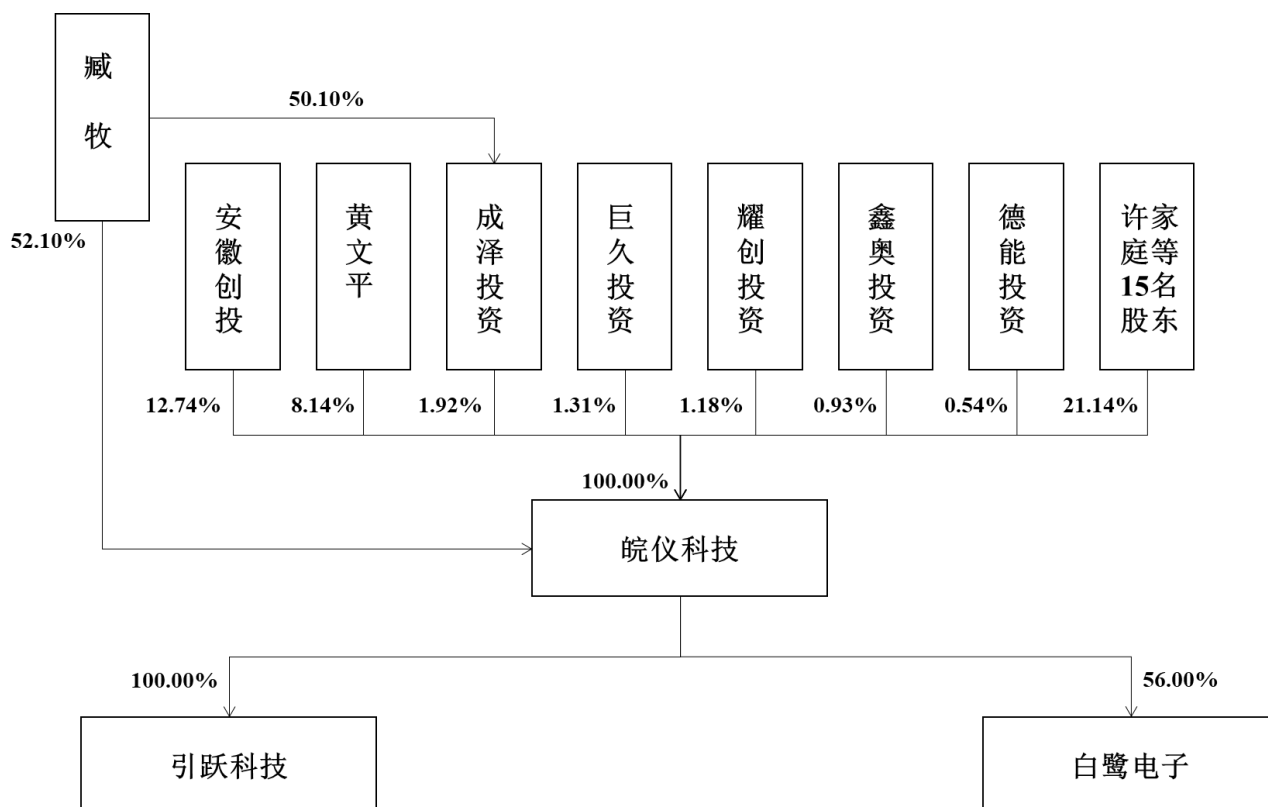 臧
牧
50.10%
52.10%
安
徽
创
投
黄
文
平
成
泽
投
资
巨
久
投
资
耀
创
投
资
鑫
奥
投
资
德
能
投
资
许家
庭等
15名
股东
12.74%
8.14%
1.92%
1.31%
1.18%
0.93%
0.54%
21.14%
100.00%
皖仪科技
100.00%
56.00%
引跃科技
白鹭电子